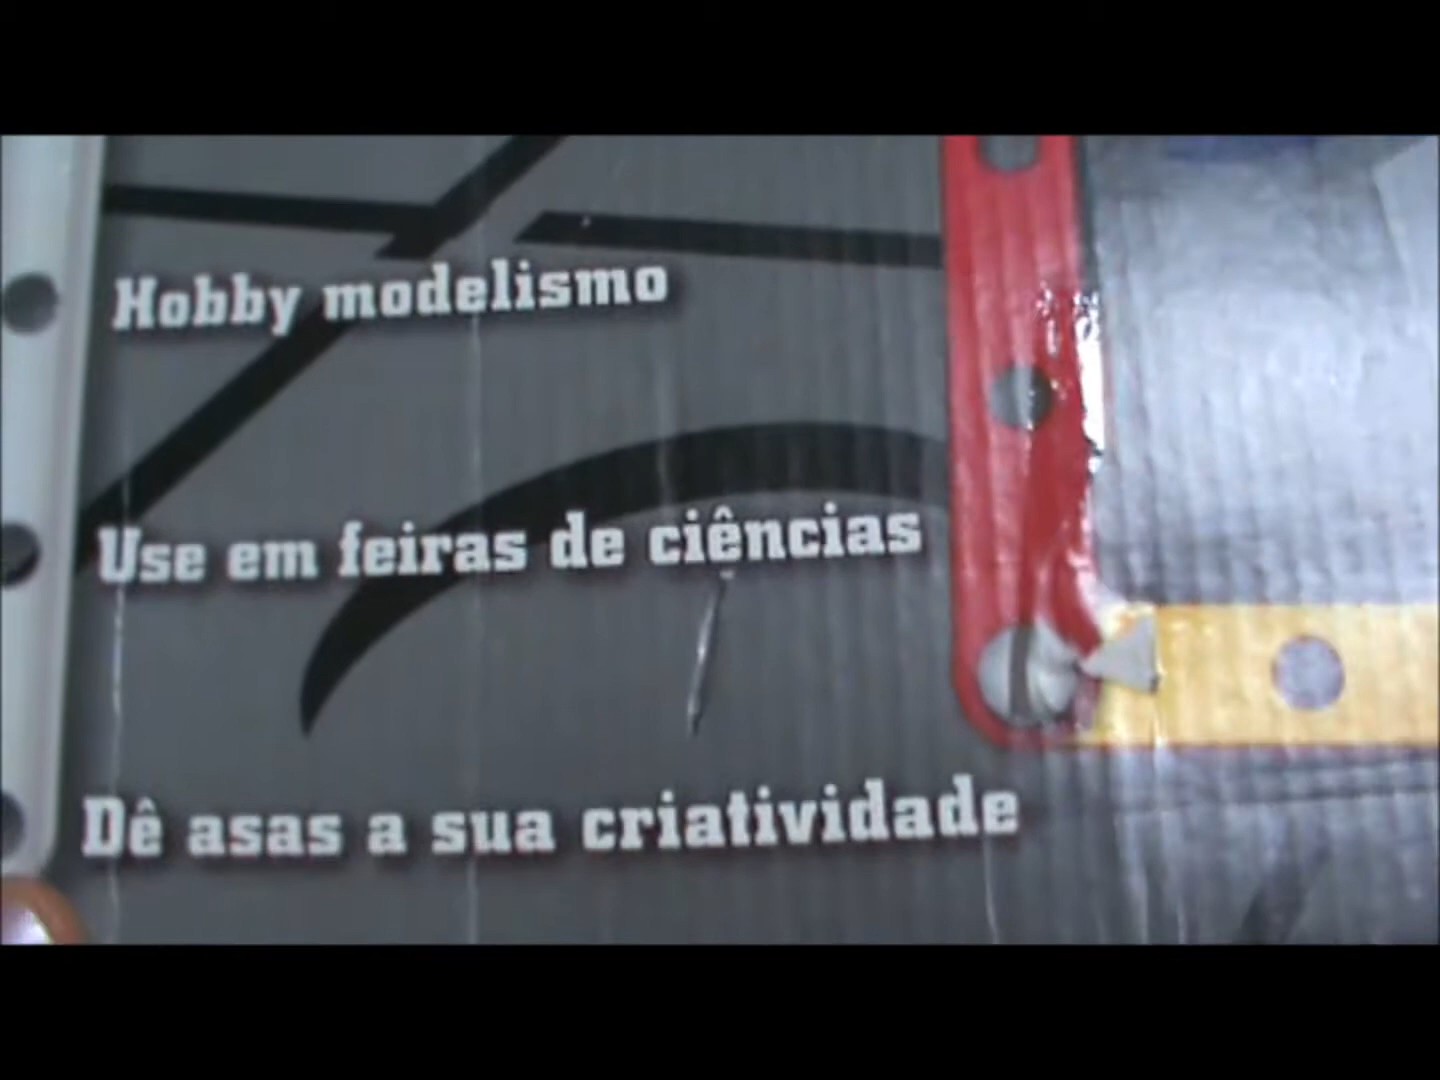 Hobby modelismo
Use em feiras de ciências
Dê asas a sua criatividade